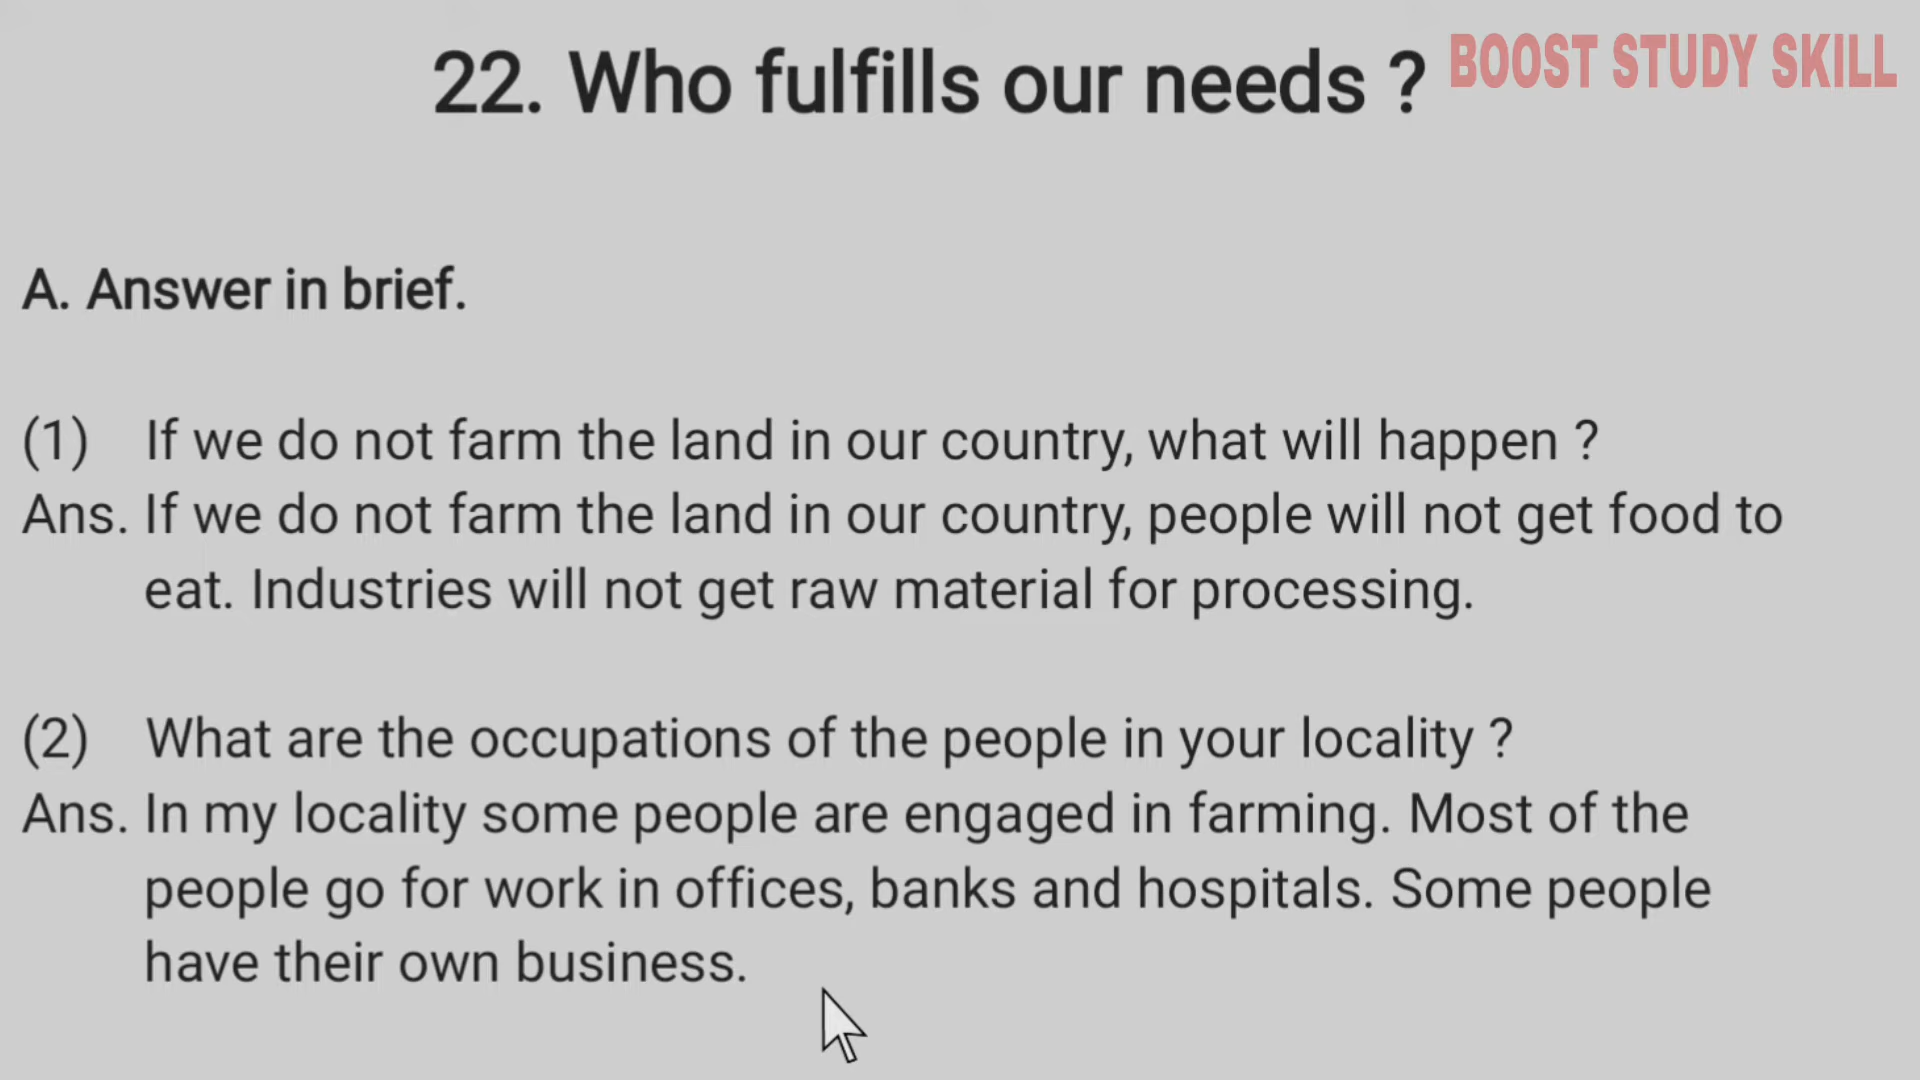 22. Who fulfills our needs ?
BOOST STUDY SKILL
A. Answer in brief.
(1) If we do not farm the land in our country, what will happen ?
Ans. If we do not farm the land in our country, people will not get food to
eat. Industries will not get raw material for processing.
(2) What are the occupations of the people in your locality ?
Ans. In my locality some people are engaged in farming. Most of the
people go for work in offices, banks and hospitals. Some people
have their own business.